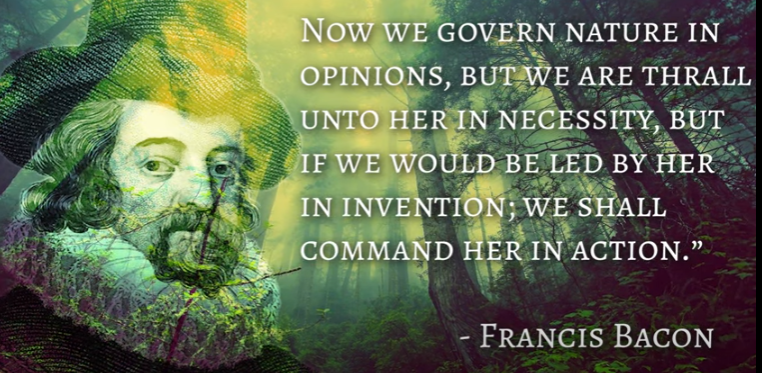 Now we govern nature in
opinions, but we are thrall
unto her in necessity, but
if we would be led by her
in invention; we shall
command her in action.”
- Francis Bacon